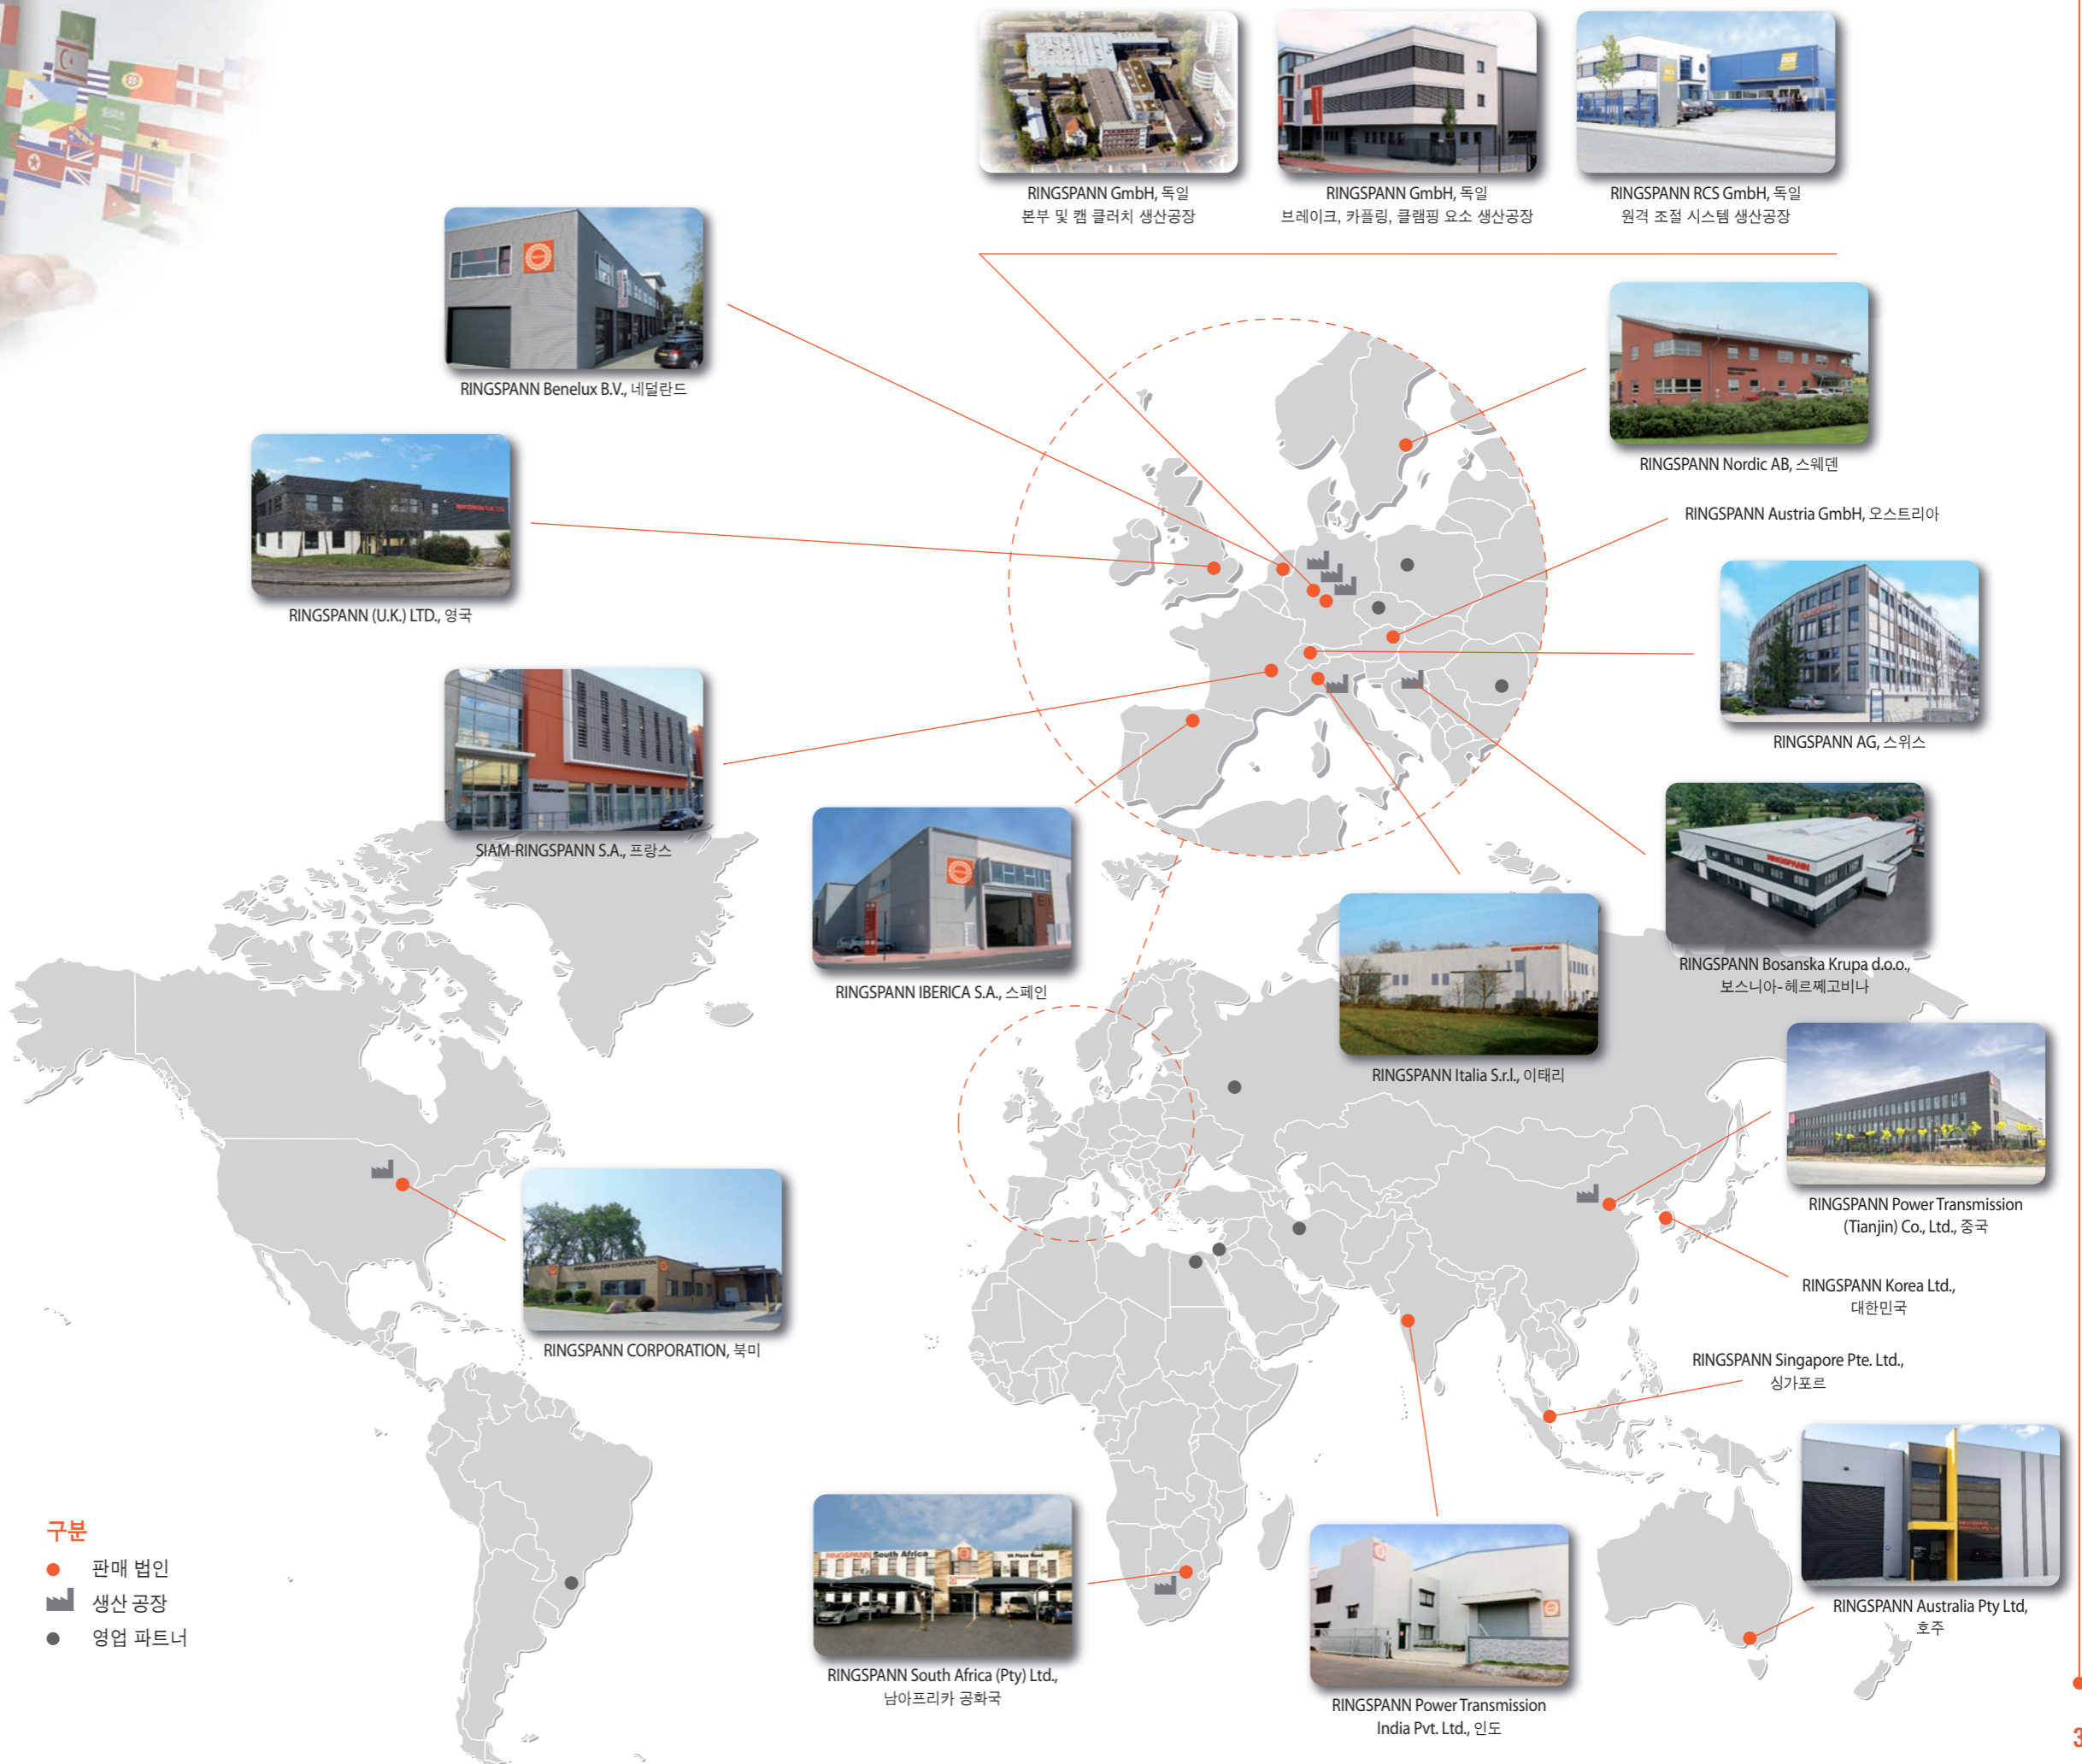 RINGSPANN GmbH, 독일
본부 및 캠 클러치 생산공장
RINGSPANN GmbH, 독일
브레이크, 카플링, 클램핑 요소 생산공장
RINGSPANN RCS GmbH, 독일
원격 조절 시스템 생산공장
RINGSPANN Benelux B.V., 네덜란드
RINGSPANN Nordic AB, 스웨덴
RINGSPANN Austria GmbH, 오스트리아
RINGSPANN (U.K.) LTD., 영국
RINGSPANN AG, 스위스
SIAM-RINGSPANN S.A., 프랑스
RINGSPANN
RINGSPANN IBERICA S.A., 스페인
RINGSPANN Bosanska Krupa d.o.o.,
보스니아-헤르쩨고비나
RINGSPANN Italia S.r.l., 이태리
RINGSPANN Power Transmission
(Tianjin) Co., Ltd., 중국
RINGSPANN Korea Ltd.,
대한민국
RINGSPANN CORPORATION
RINGSPANN CORPORATION, 북미
RINGSPANN Singapore Pte. Ltd.,
싱가포르
구분
판매 법인
생산 공장
영업 파트너
RINGSPANN South Africa
RINGSPANN South Africa (Pty) Ltd.,
남아프리카 공화국
RINGSPANN Power Transmission
India Pvt. Ltd., 인도
RINGSPANN Australia Pty Ltd,
호주
3